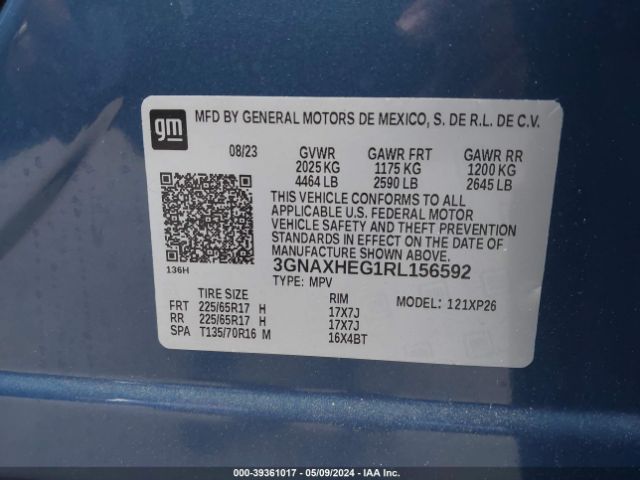 gm
MFD BY GENERAL MOTORS DE MEXICO, S. DE R.L. DE C.V.
08/23 GVWR GAWR FRT GAWR RR
2025 KG 1175 KG 1200 KG
4464 LB 2590 LB 2645 LB
THIS VEHICLE CONFORMS TO ALL
APPLICABLE U.S. FEDERAL MOTOR
VEHICLE SAFETY AND THEFT PREVENTION
STANDARDS IN EFFECT ON THE DATE OF
MANUFACTURE SHOWN ABOVE.
3GNAXHEG1RL156592
136H
TYPE: MPV
TIRE SIZE RIM MODEL: 121XP26
FRT 225/65R17 H 17X7J
RR 225/65R17 H 17X7J
SPA T135/70R16 M 16X4BT
000-39361017 - 05/09/2024 - IAA Inc.